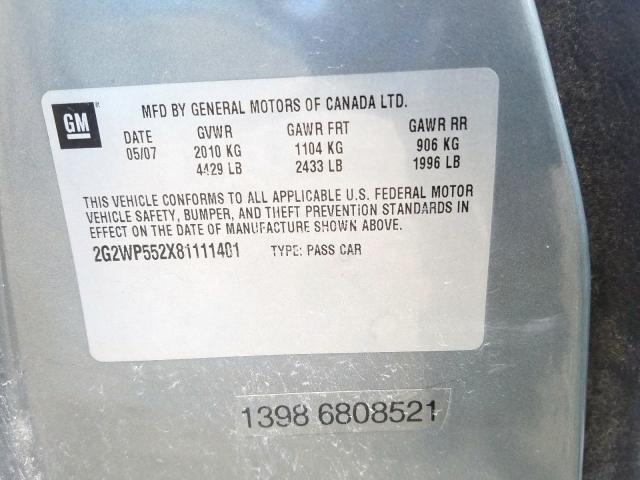 GM
MFD BY GENERAL MOTORS OF CANADA LTD.
DATE GVWR GAWR FRT GAWR RR
05/07 2010 KG 1104 KG 906 KG
4429 LB 2433 LB 1996 LB
THIS VEHICLE CONFORMS TO ALL APPLICABLE U.S. FEDERAL MOTOR
VEHICLE SAFETY, BUMPER, AND THEFT PREVENTION STANDARDS IN
EFFECT ON THE DATE OF MANUFACTURE SHOWN ABOVE.
2G2WP552X81111401 TYPE: PASS CAR
1398 6808521